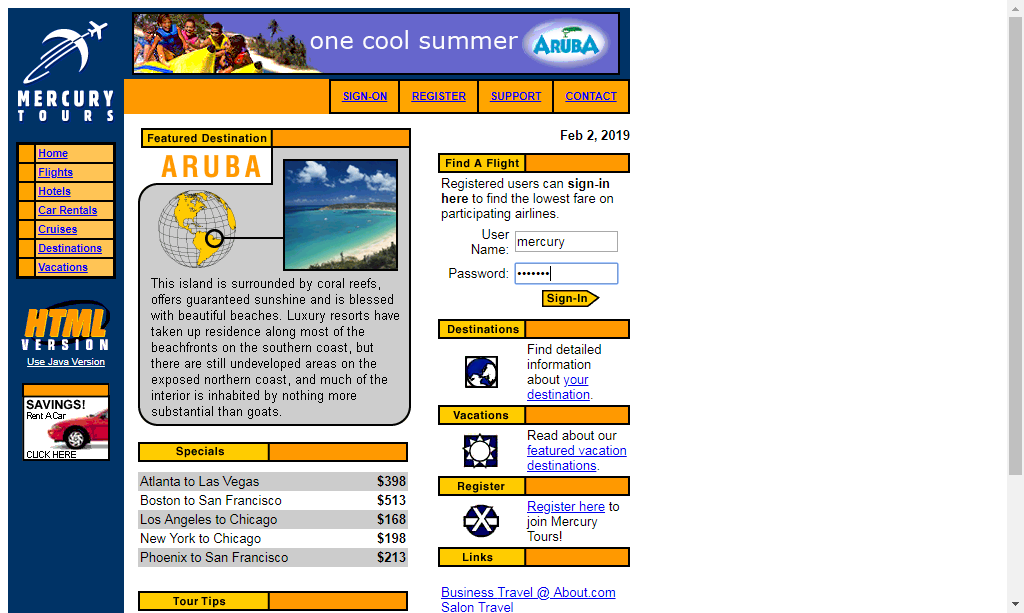 one cool summer ARUBA
MERCURY
TOURS
SIGN-ON REGISTER SUPPORT CONTACT
Home
Flights
Hotels
Car Rentals
Cruises
Destinations
Vacations
HTML
VERSION
Use Java Version
SAVINGS!
Rent A Car
CLICK HERE
Featured Destination
ARUBA
This island is surrounded by coral reefs,
offers guaranteed sunshine and is blessed
with beautiful beaches. Luxury resorts have
taken up residence along most of the
beachfronts on the southern coast, but
there are still undeveloped areas on the
exposed northern coast, and much of the
interior is inhabited by nothing more
substantial than goats.
Specials
Atlanta to Las Vegas $398
Boston to San Francisco $513
Los Angeles to Chicago $168
New York to Chicago $198
Phoenix to San Francisco $213
Tour Tips
Feb 2, 2019
Find A Flight
Registered users can sign-in
here to find the lowest fare on
participating airlines.
User
Name: mercury
Password: •••••••
Sign-In
Destinations
Find detailed
information
about your
destination.
Vacations
Read about our
featured vacation
destinations.
Register
Register here to
join Mercury
Tours!
Links
Business Travel @ About.com
Salon Travel